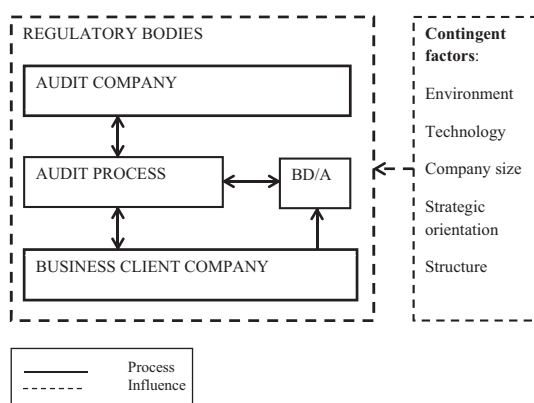 REGULATORY BODIES
AUDIT COMPANY
AUDIT PROCESS
BD/A
BUSINESS CLIENT COMPANY
Contingent
factors:
Environment
Technology
Company size
Strategic
orientation
Structure
Process
Influence